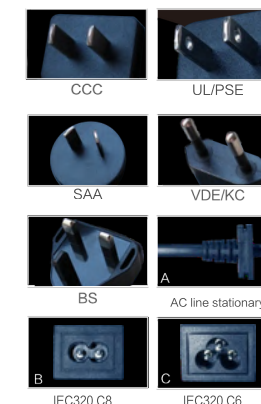 CCC
UL/PSE
SAA
VDE/KC
BS
A
AC line stationary
B
C
IEC320 C8
IEC320 C6